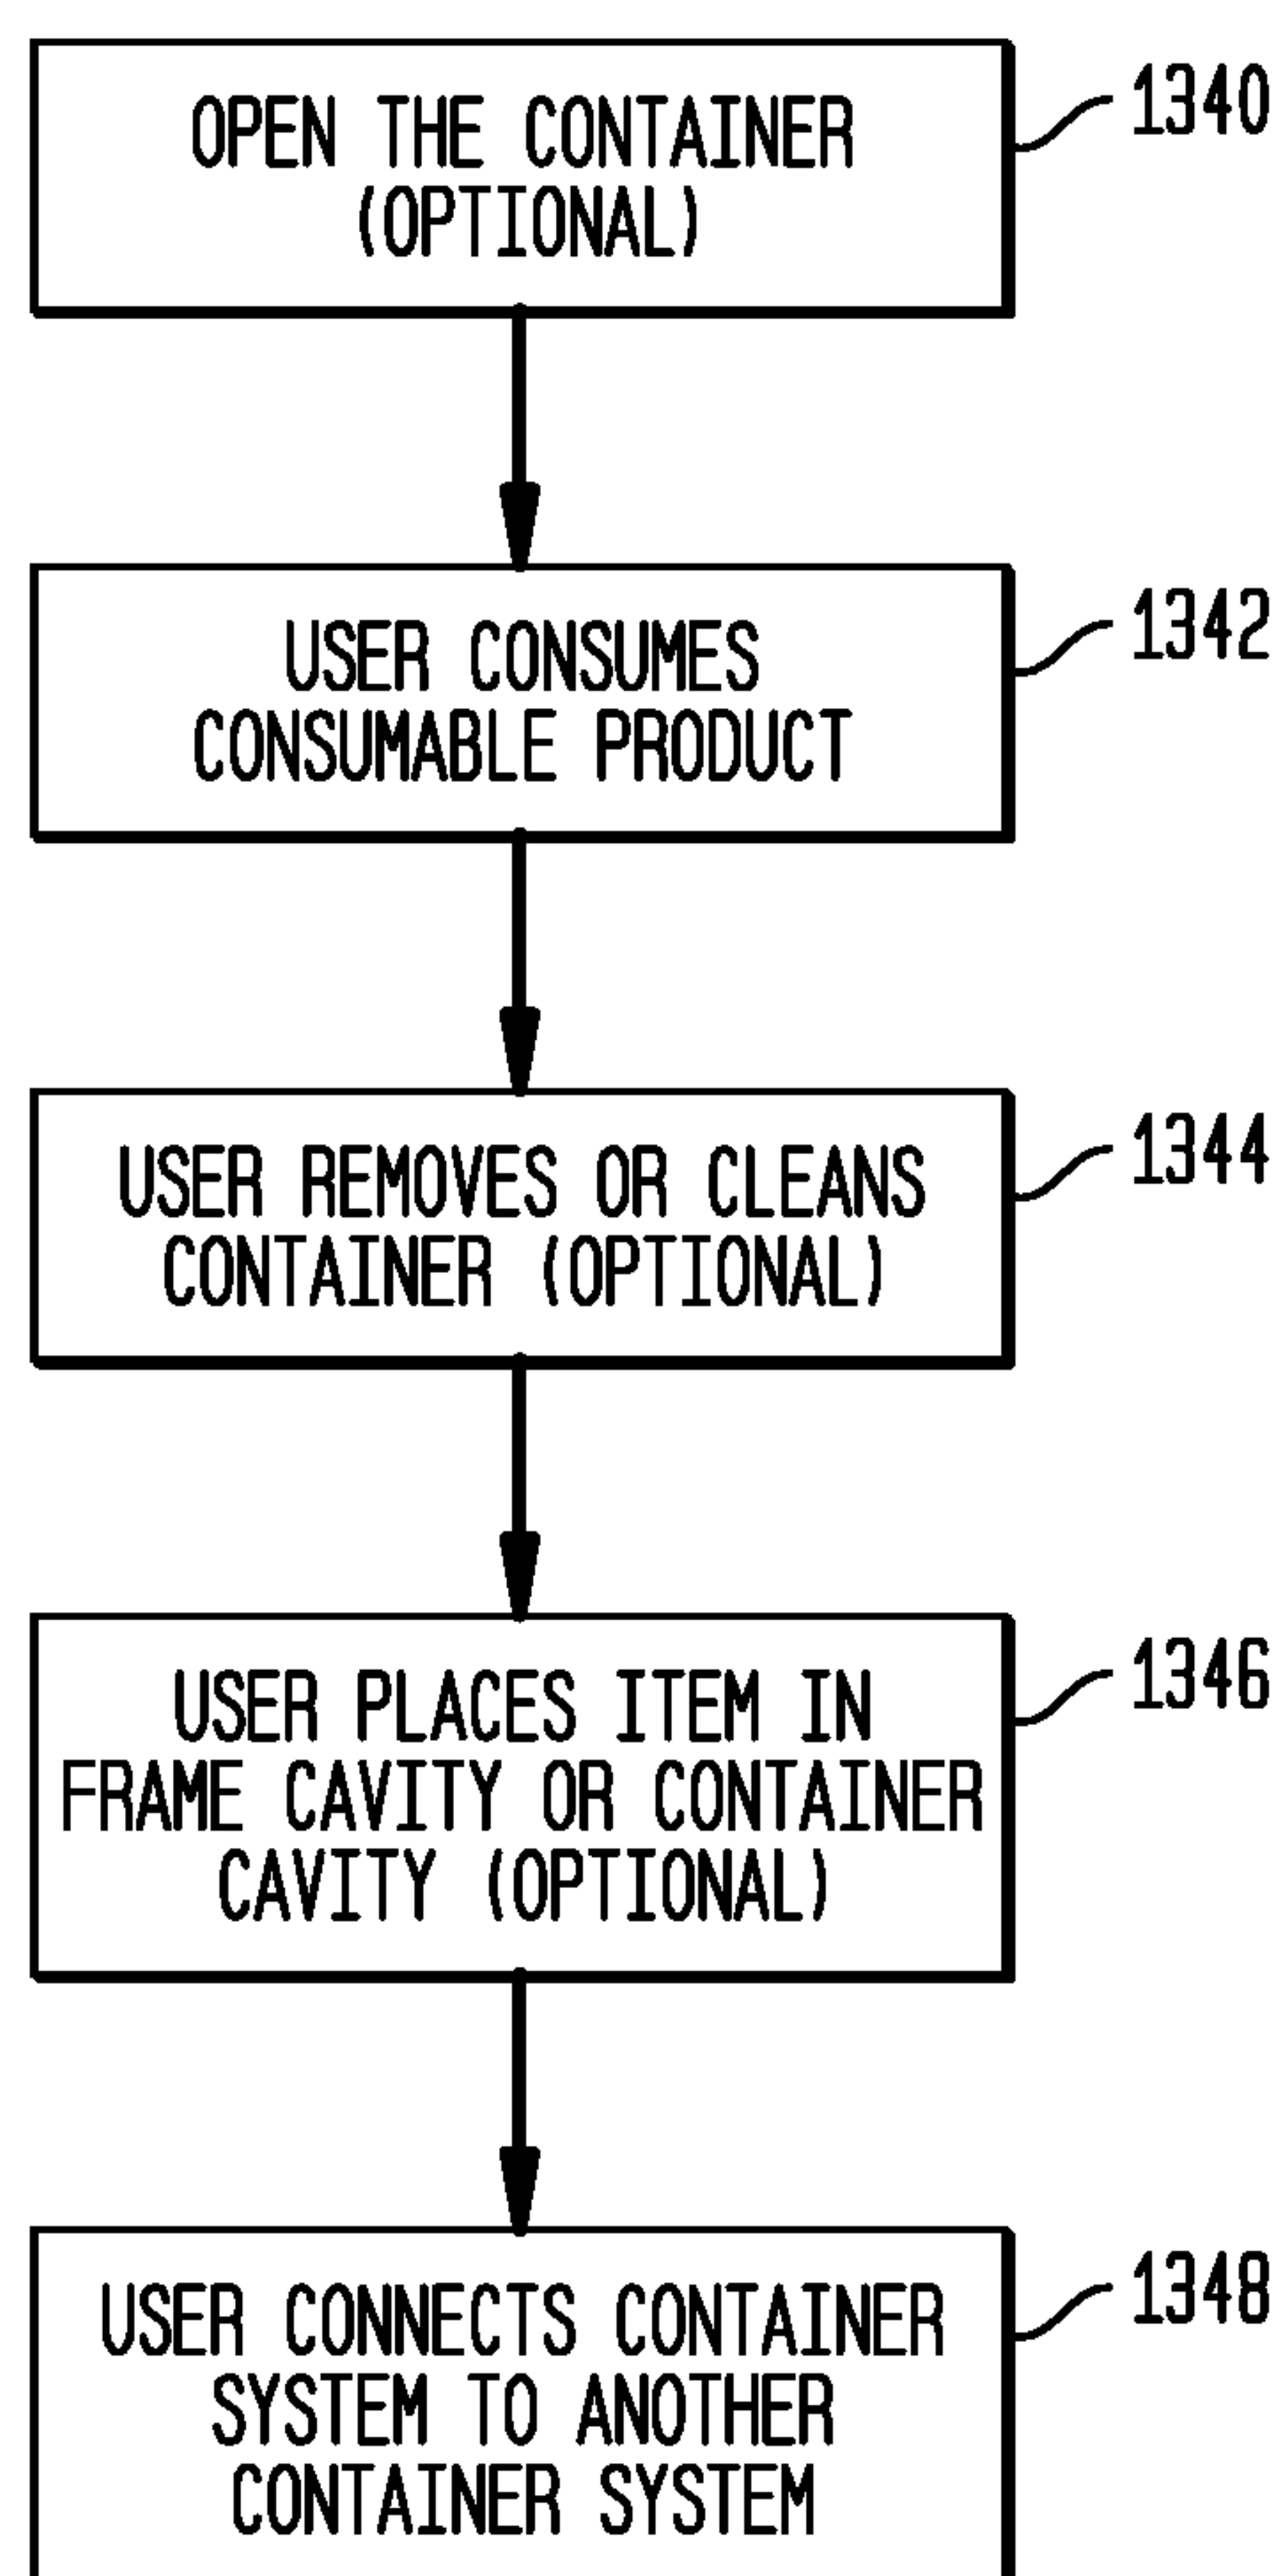 OPEN THE CONTAINER
(OPTIONAL)
1340
USER CONSUMES
CONSUMABLE PRODUCT
1342
USER REMOVES OR CLEANS
CONTAINER (OPTIONAL)
1344
USER PLACES ITEM IN
FRAME CAVITY OR CONTAINER
CAVITY (OPTIONAL)
1346
USER CONNECTS CONTAINER
SYSTEM TO ANOTHER
CONTAINER SYSTEM
1348